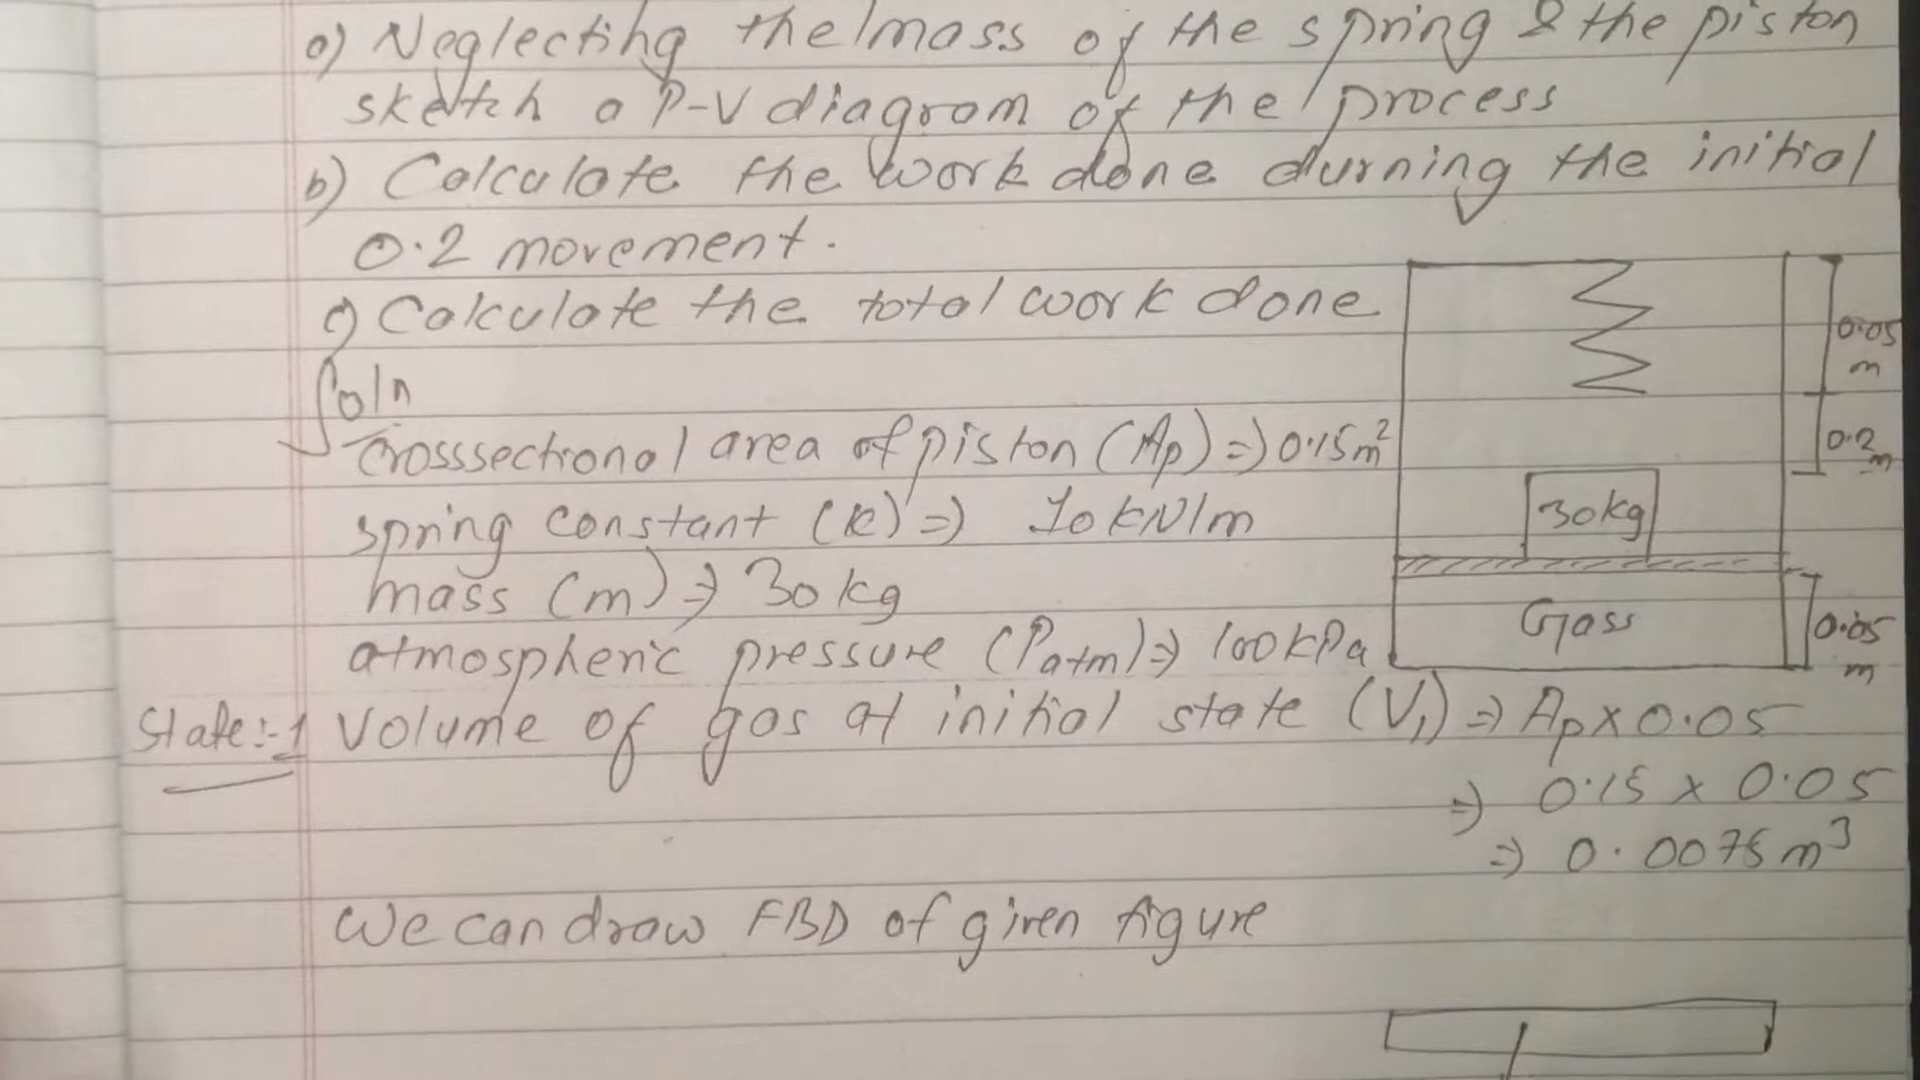 a) Neglecting the mass of the spring & the piston
sketch a P-V diagram of the process
b) Calculate the work done durning the initial
0.2 movement.
c) Calculate the total work done
Soln
Crosssectional area of piston (Ap) => 0.15m²
spring constant (k) => 10 kN/m
mass (m) => 30 kg
atmospheric pressure (Patm) => 100 kPa
State:-1 Volume of gas at initial state (V₁) => Ap x 0.05
=> 0.15 x 0.05
=> 0.0075 m³
We can draw FBD of given figure
0.05
m
0.2
m
30kg
Gass
0.05
m